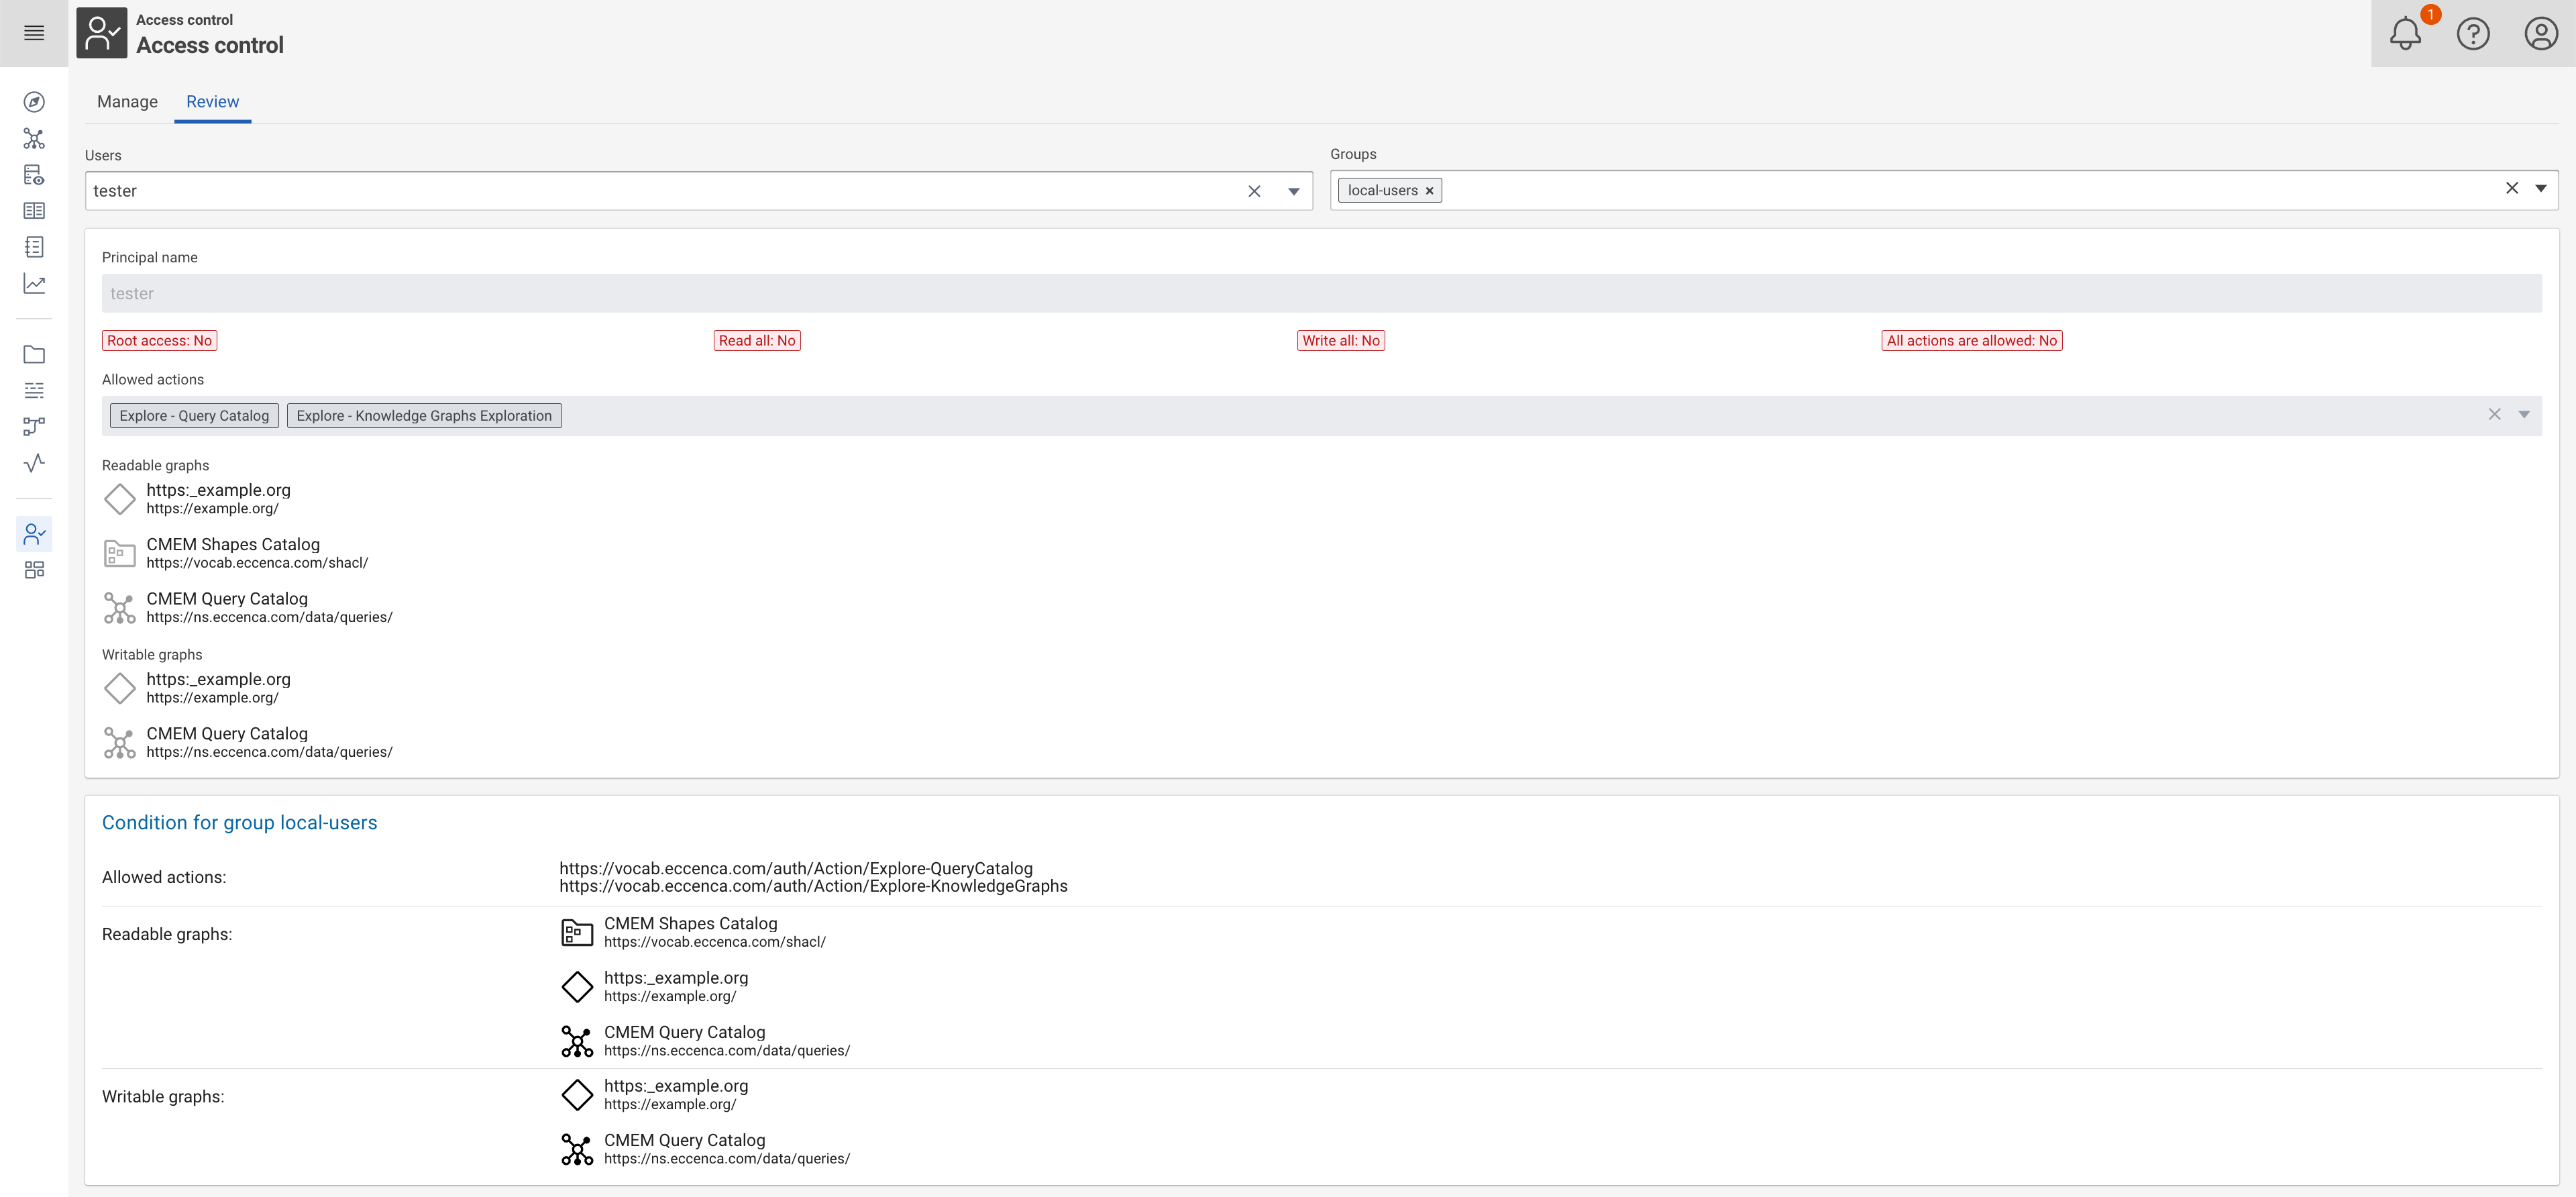 Access control
Access control
1
Manage
Review
Users
Groups
tester
local-users
Principal name
tester
Root access: No
Read all: No
Write all: No
All actions are allowed: No
Allowed actions
Explore - Query Catalog
Explore - Knowledge Graphs Exploration
Readable graphs
https:_example.org
https://example.org/
CMEM Shapes Catalog
https://vocab.eccenca.com/shacl/
CMEM Query Catalog
https://ns.eccenca.com/data/queries/
Writable graphs
https:_example.org
https://example.org/
CMEM Query Catalog
https://ns.eccenca.com/data/queries/
Condition for group local-users
Allowed actions:
https://vocab.eccenca.com/auth/Action/Explore-QueryCatalog
https://vocab.eccenca.com/auth/Action/Explore-KnowledgeGraphs
Readable graphs:
CMEM Shapes Catalog
https://vocab.eccenca.com/shacl/
https:_example.org
https://example.org/
CMEM Query Catalog
https://ns.eccenca.com/data/queries/
Writable graphs:
https:_example.org
https://example.org/
CMEM Query Catalog
https://ns.eccenca.com/data/queries/